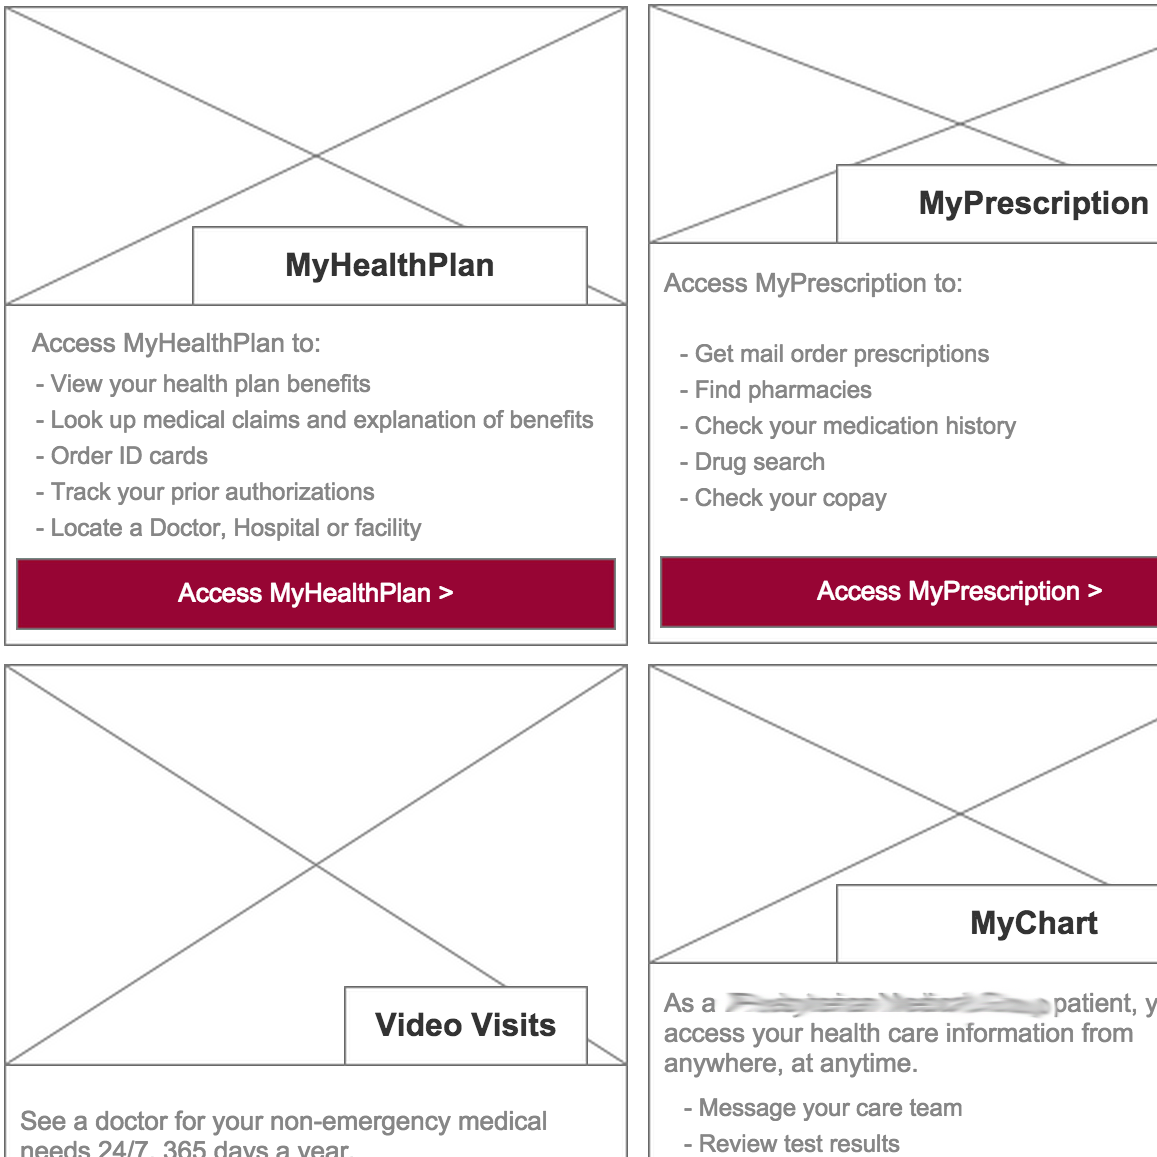 MyHealthPlan
Access MyHealthPlan to:
- View your health plan benefits
- Look up medical claims and explanation of benefits
- Order ID cards
- Track your prior authorizations
- Locate a Doctor, Hospital or facility
Access MyHealthPlan >
MyPrescription
Access MyPrescription to:
- Get mail order prescriptions
- Find pharmacies
- Check your medication history
- Drug search
- Check your copay
Access MyPrescription >
Video Visits
See a doctor for your non-emergency medical
needs 24/7, 365 days a year.
MyChart
As a patient, y
access your health care information from
anywhere, at anytime.
- Message your care team
- Review test results